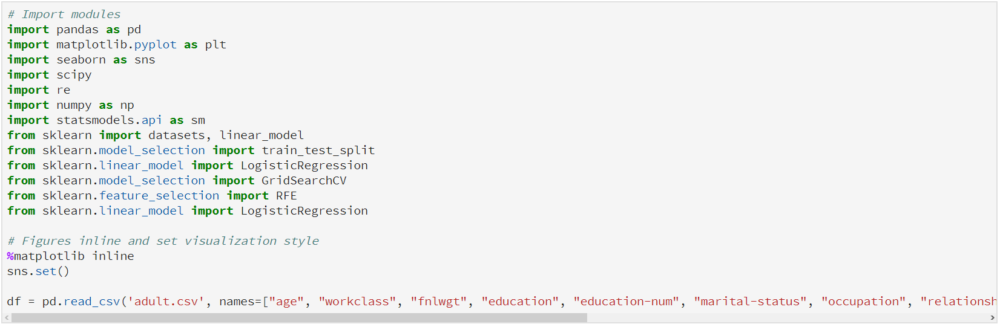 # Import modules
import pandas as pd
import matplotlib.pyplot as plt
import seaborn as sns
import scipy
import re
import numpy as np
import statsmodels.api as sm
from sklearn import datasets, linear_model
from sklearn.model_selection import train_test_split
from sklearn.linear_model import LogisticRegression
from sklearn.model_selection import GridSearchCV
from sklearn.feature_selection import RFE
from sklearn.linear_model import LogisticRegression
# Figures inline and set visualization style
%matplotlib inline
sns.set()
df = pd.read_csv('adult.csv', names=["age", "workclass", "fnlwgt", "education", "education-num", "marital-status", "occupation", "relationsh